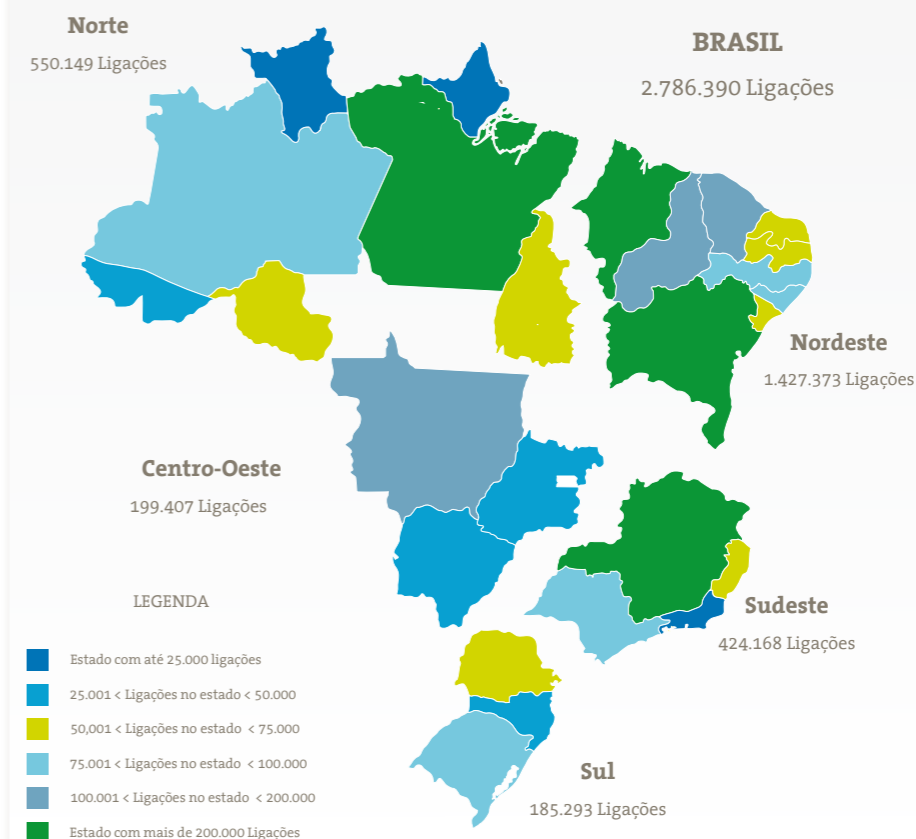 Norte
550.149 Ligações
BRASIL
2.786.390 Ligações
Nordeste
1.427.373 Ligações
Centro-Oeste
199.407 Ligações
Sudeste
424.168 Ligações
Sul
185.293 Ligações
LEGENDA
Estado com até 25.000 ligações
25.001 < Ligações no estado < 50.000
50,001 < Ligações no estado < 75.000
75.001 < Ligações no estado < 100.000
100.001 < Ligações no estado < 200.000
Estado com mais de 200.000 Ligações